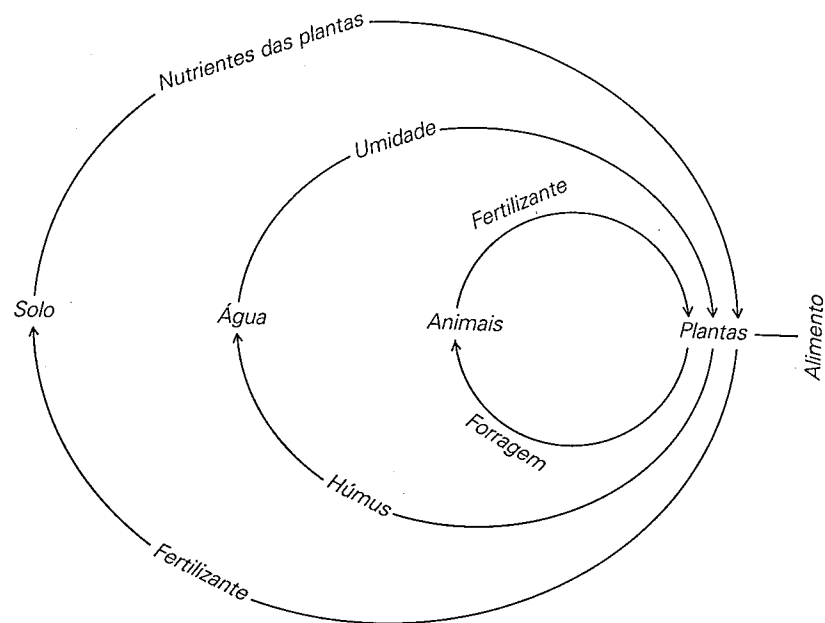 Nutrientes das plantas
Umidade
Fertilizante
Solo
Água
Animais
Plantas
Alimento
Forragem
Húmus
Fertilizante